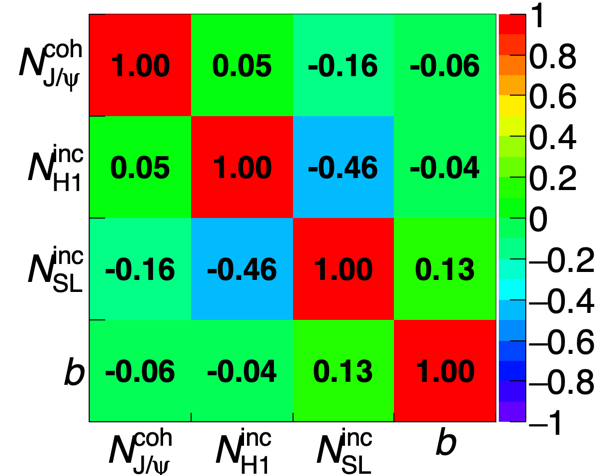 N^coh_J/ψ 1.00 0.05 -0.16 -0.06
N^inc_H1 0.05 1.00 -0.46 -0.04
N^inc_SL -0.16 -0.46 1.00 0.13
b -0.06 -0.04 0.13 1.00
N^coh_J/ψ N^inc_H1 N^inc_SL b
1
0.8
0.6
0.4
0.2
0
−0.2
−0.4
−0.6
−0.8
−1